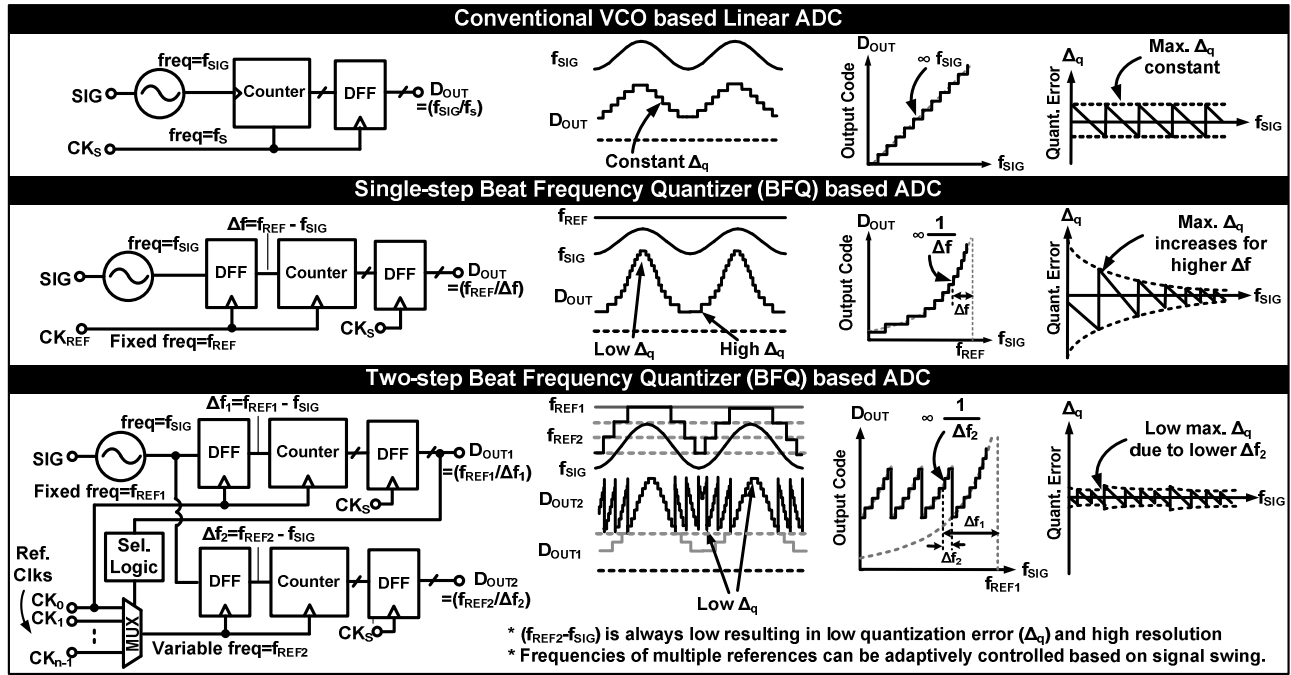 Conventional VCO based Linear ADC
SIG
freq=fSIG
Counter
DFF
DOUT
=(fSIG/fs)
freq=fS
CKS
fSIG
DOUT
Constant Δq
DOUT
Output Code
∞ fSIG
fSIG
Δq
Quant. Error
Max. Δq
constant
fSIG
Single-step Beat Frequency Quantizer (BFQ) based ADC
Δf=fREF - fSIG
freq=fSIG
SIG
DFF
Counter
DFF
DOUT
=(fREF/Δf)
CKS
CKREF
Fixed freq=fREF
fREF
fSIG
DOUT
Low Δq
High Δq
DOUT
Output Code
∞ 1
Δf
Δf
fREF
fSIG
Δq
Quant. Error
Max. Δq
increases for
higher Δf
fSIG
Two-step Beat Frequency Quantizer (BFQ) based ADC
Δf1=fREF1 - fSIG
freq=fSIG
SIG
DFF
Counter
DFF
DOUT1
=(fREF1/Δf1)
Fixed freq=fREF1
CKS
Sel.
Logic
Δf2=fREF2 - fSIG
Ref.
Clks
DFF
Counter
DFF
DOUT2
=(fREF2/Δf2)
CK0
CK1
CKn-1
MUX
CKS
Variable freq=fREF2
fREF1
fREF2
fSIG
DOUT2
DOUT1
Low Δq
DOUT
Output Code
∞ 1
Δf2
Δf1
Δf2
fREF1
fSIG
Δq
Quant. Error
Low max. Δq
due to lower Δf2
fSIG
* (fREF2-fSIG) is always low resulting in low quantization error (Δq) and high resolution
* Frequencies of multiple references can be adaptively controlled based on signal swing.